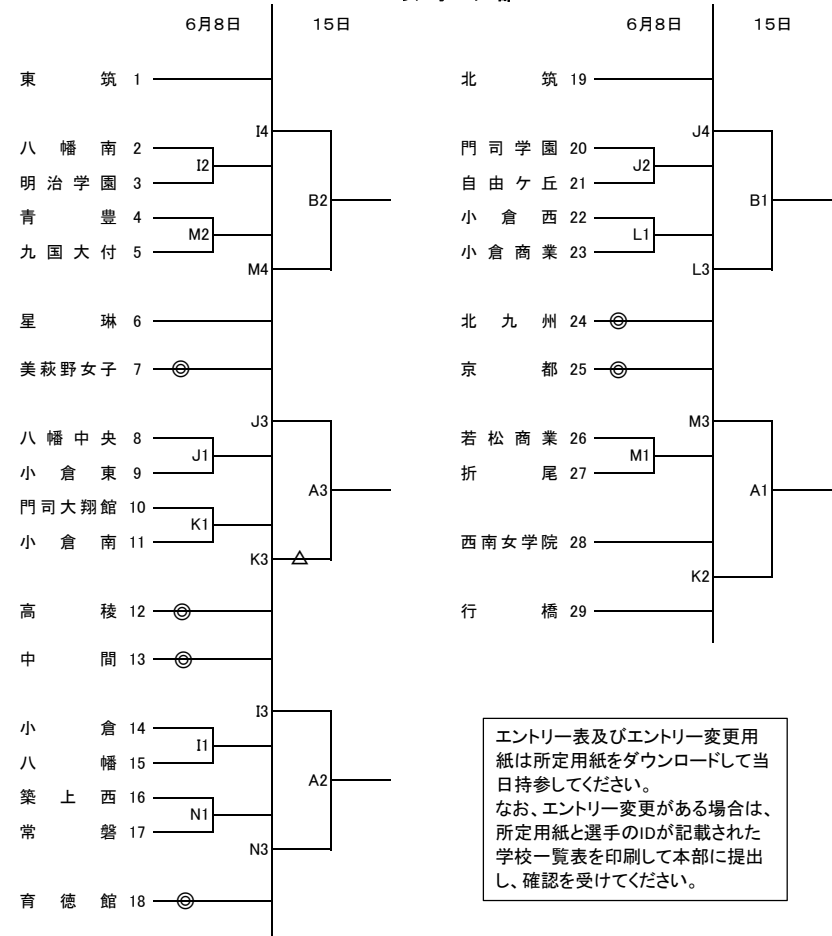 6月8日 15日
東筑 1
I4
八幡南 2
I2
明治学園 3
B2
青豊 4
M2
九国大付 5
M4
星琳 6
美萩野女子 7 ◎
J3
八幡中央 8
J1
小倉東 9
A3
門司大翔館 10
K1
小倉南 11
K3 △
高稜 12 ◎
中間 13 ◎
I3
小倉 14
I1
八幡 15
A2
築上西 16
N1
常磐 17
N3
育徳館 18 ◎
6月8日 15日
北筑 19
J4
門司学園 20
J2
自由ケ丘 21
B1
小倉西 22
L1
小倉商業 23
L3
北九州 24 ◎
京都 25 ◎
M3
若松商業 26
M1
折尾 27
A1
西南女学院 28
K2
行橋 29
エントリー表及びエントリー変更用
紙は所定用紙をダウンロードして当
日持参してください。
なお、エントリー変更がある場合は、
所定用紙と選手のIDが記載された
学校一覧表を印刷して本部に提出
し、確認を受けてください。